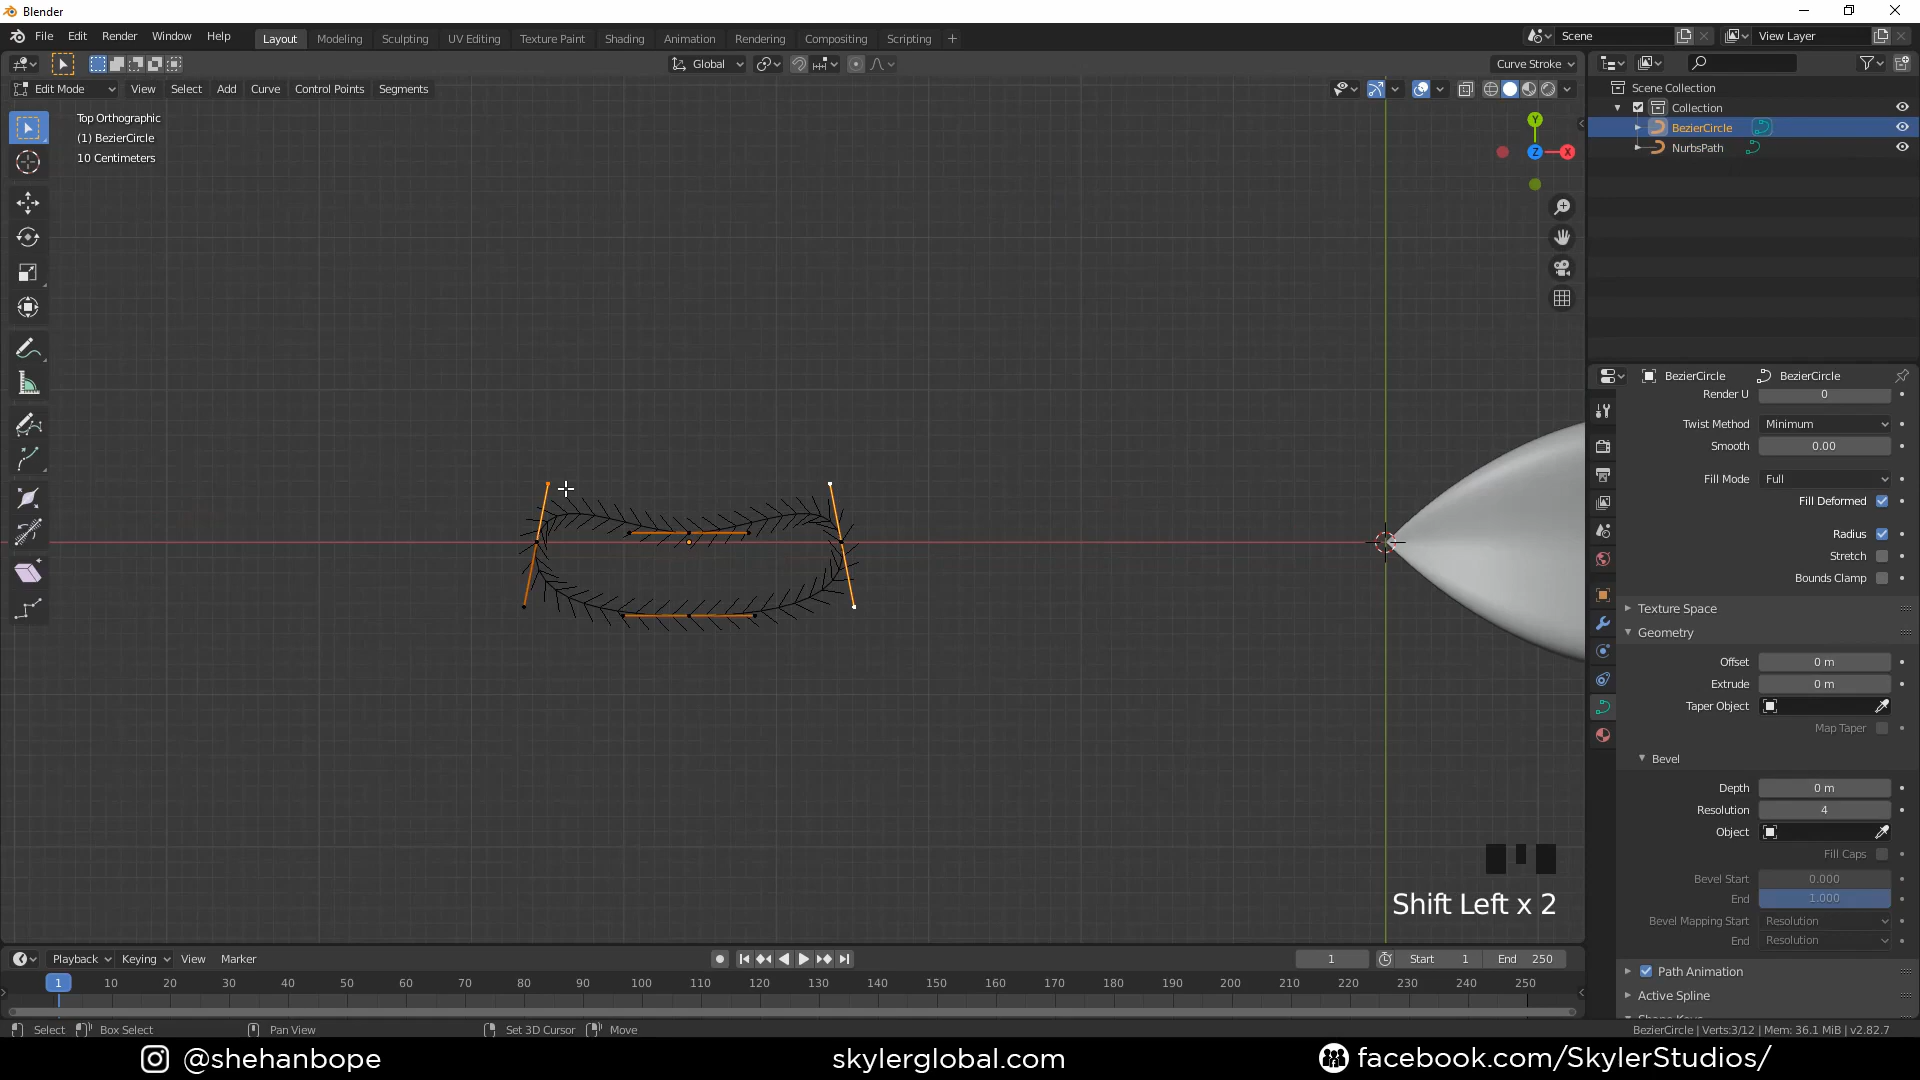 Blender
File Edit Render Window Help Layout Modeling Sculpting UV Editing Texture Paint Shading Animation Rendering Compositing Scripting + Scene View Layer
Global Curve Stroke
Edit Mode View Select Add Curve Control Points Segments
Top Orthographic
(1) BezierCircle
10 Centimeters
Y
Z
X
Scene Collection
Collection
BezierCircle
NurbsPath
BezierCircle BezierCircle
Render U 0
Twist Method Minimum
Smooth 0.00
Fill Mode Full
Fill Deformed
Radius
Stretch
Bounds Clamp
Texture Space
Geometry
Offset 0 m
Extrude 0 m
Taper Object
Map Taper
Bevel
Depth 0 m
Resolution 4
Object
Fill Caps
Bevel Start 0.000
End 1.000
Bevel Mapping Start Resolution
End Resolution
Path Animation
Active Spline
Shift Left x 2
Playback Keying View Marker 1 Start 1 End 250
1 10 20 30 40 50 60 70 80 90 100 110 120 130 140 150 160 170 180 190 200 210 220 230 240 250
Select Box Select Pan View Set 3D Cursor Move BezierCircle | Verts:3/12 | Mem: 36.1 MiB | v2.82.7
@shehanbope skylerglobal.com facebook.com/SkylerStudios/